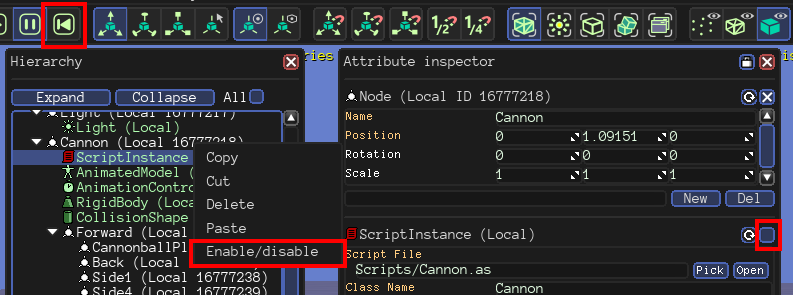 1/2? 1/4?
ries
Hierarchy
Expand Collapse All
Light (Local 16777217)
Light (Local)
Cannon (Local 16777218)
ScriptInstance
AnimatedModel (
AnimationContro
RigidBody (Loca
CollisionShape
Forward (Local
CannonballPl
Back (Local
Side1 (Local 16777238)
Side4 (Local 16777239)
Copy
Cut
Delete
Paste
Enable/disable
Attribute inspector
Node (Local ID 16777218)
Name Cannon
Position 0 1.09151 0
Rotation 0 0 0
Scale 1 1 1
New Del
ScriptInstance (Local)
Script File
Scripts/Cannon.as Pick Open
Class Name Cannon